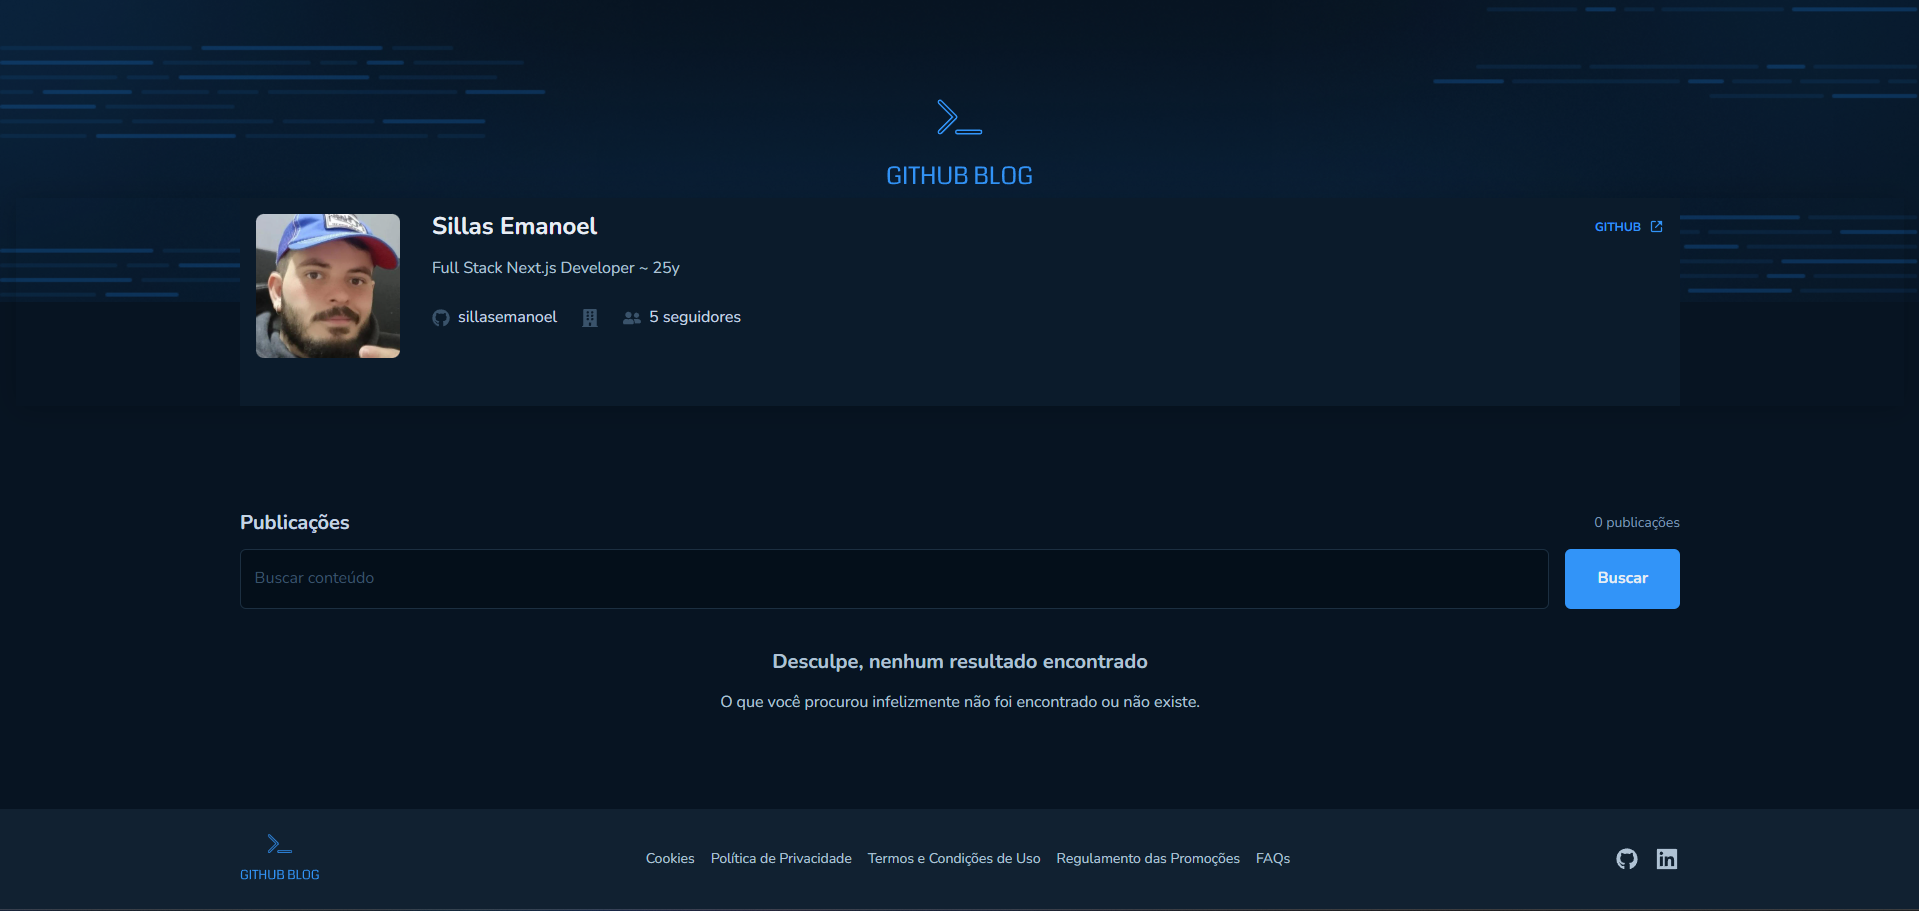 GITHUB BLOG
Sillas Emanoel
GITHUB
Full Stack Next.js Developer ~ 25y
sillasemanoel 5 seguidores
Publicações
0 publicações
Buscar conteúdo
Buscar
Desculpe, nenhum resultado encontrado
O que você procurou infelizmente não foi encontrado ou não existe.
GITHUB BLOG
Cookies Política de Privacidade Termos e Condições de Uso Regulamento das Promoções FAQs